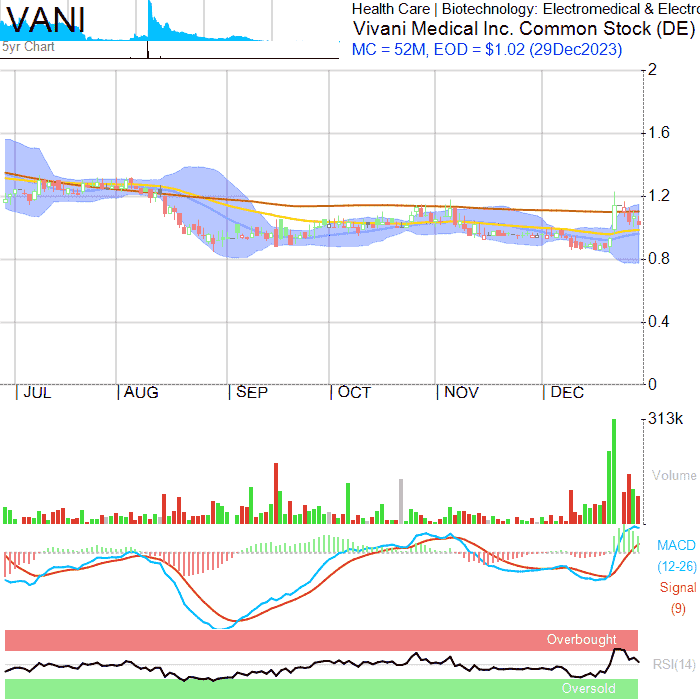 VANI
5yr Chart
Health Care | Biotechnology: Electromedical & Electro
Vivani Medical Inc. Common Stock (DE)
MC = 52M, EOD = $1.02 (29Dec2023)
2
1.6
1.2
0.8
0.4
0
JUL
AUG
SEP
OCT
NOV
DEC
313k
Volume
MACD
(12-26)
Signal
(9)
Overbought
RSI(14)
Oversold